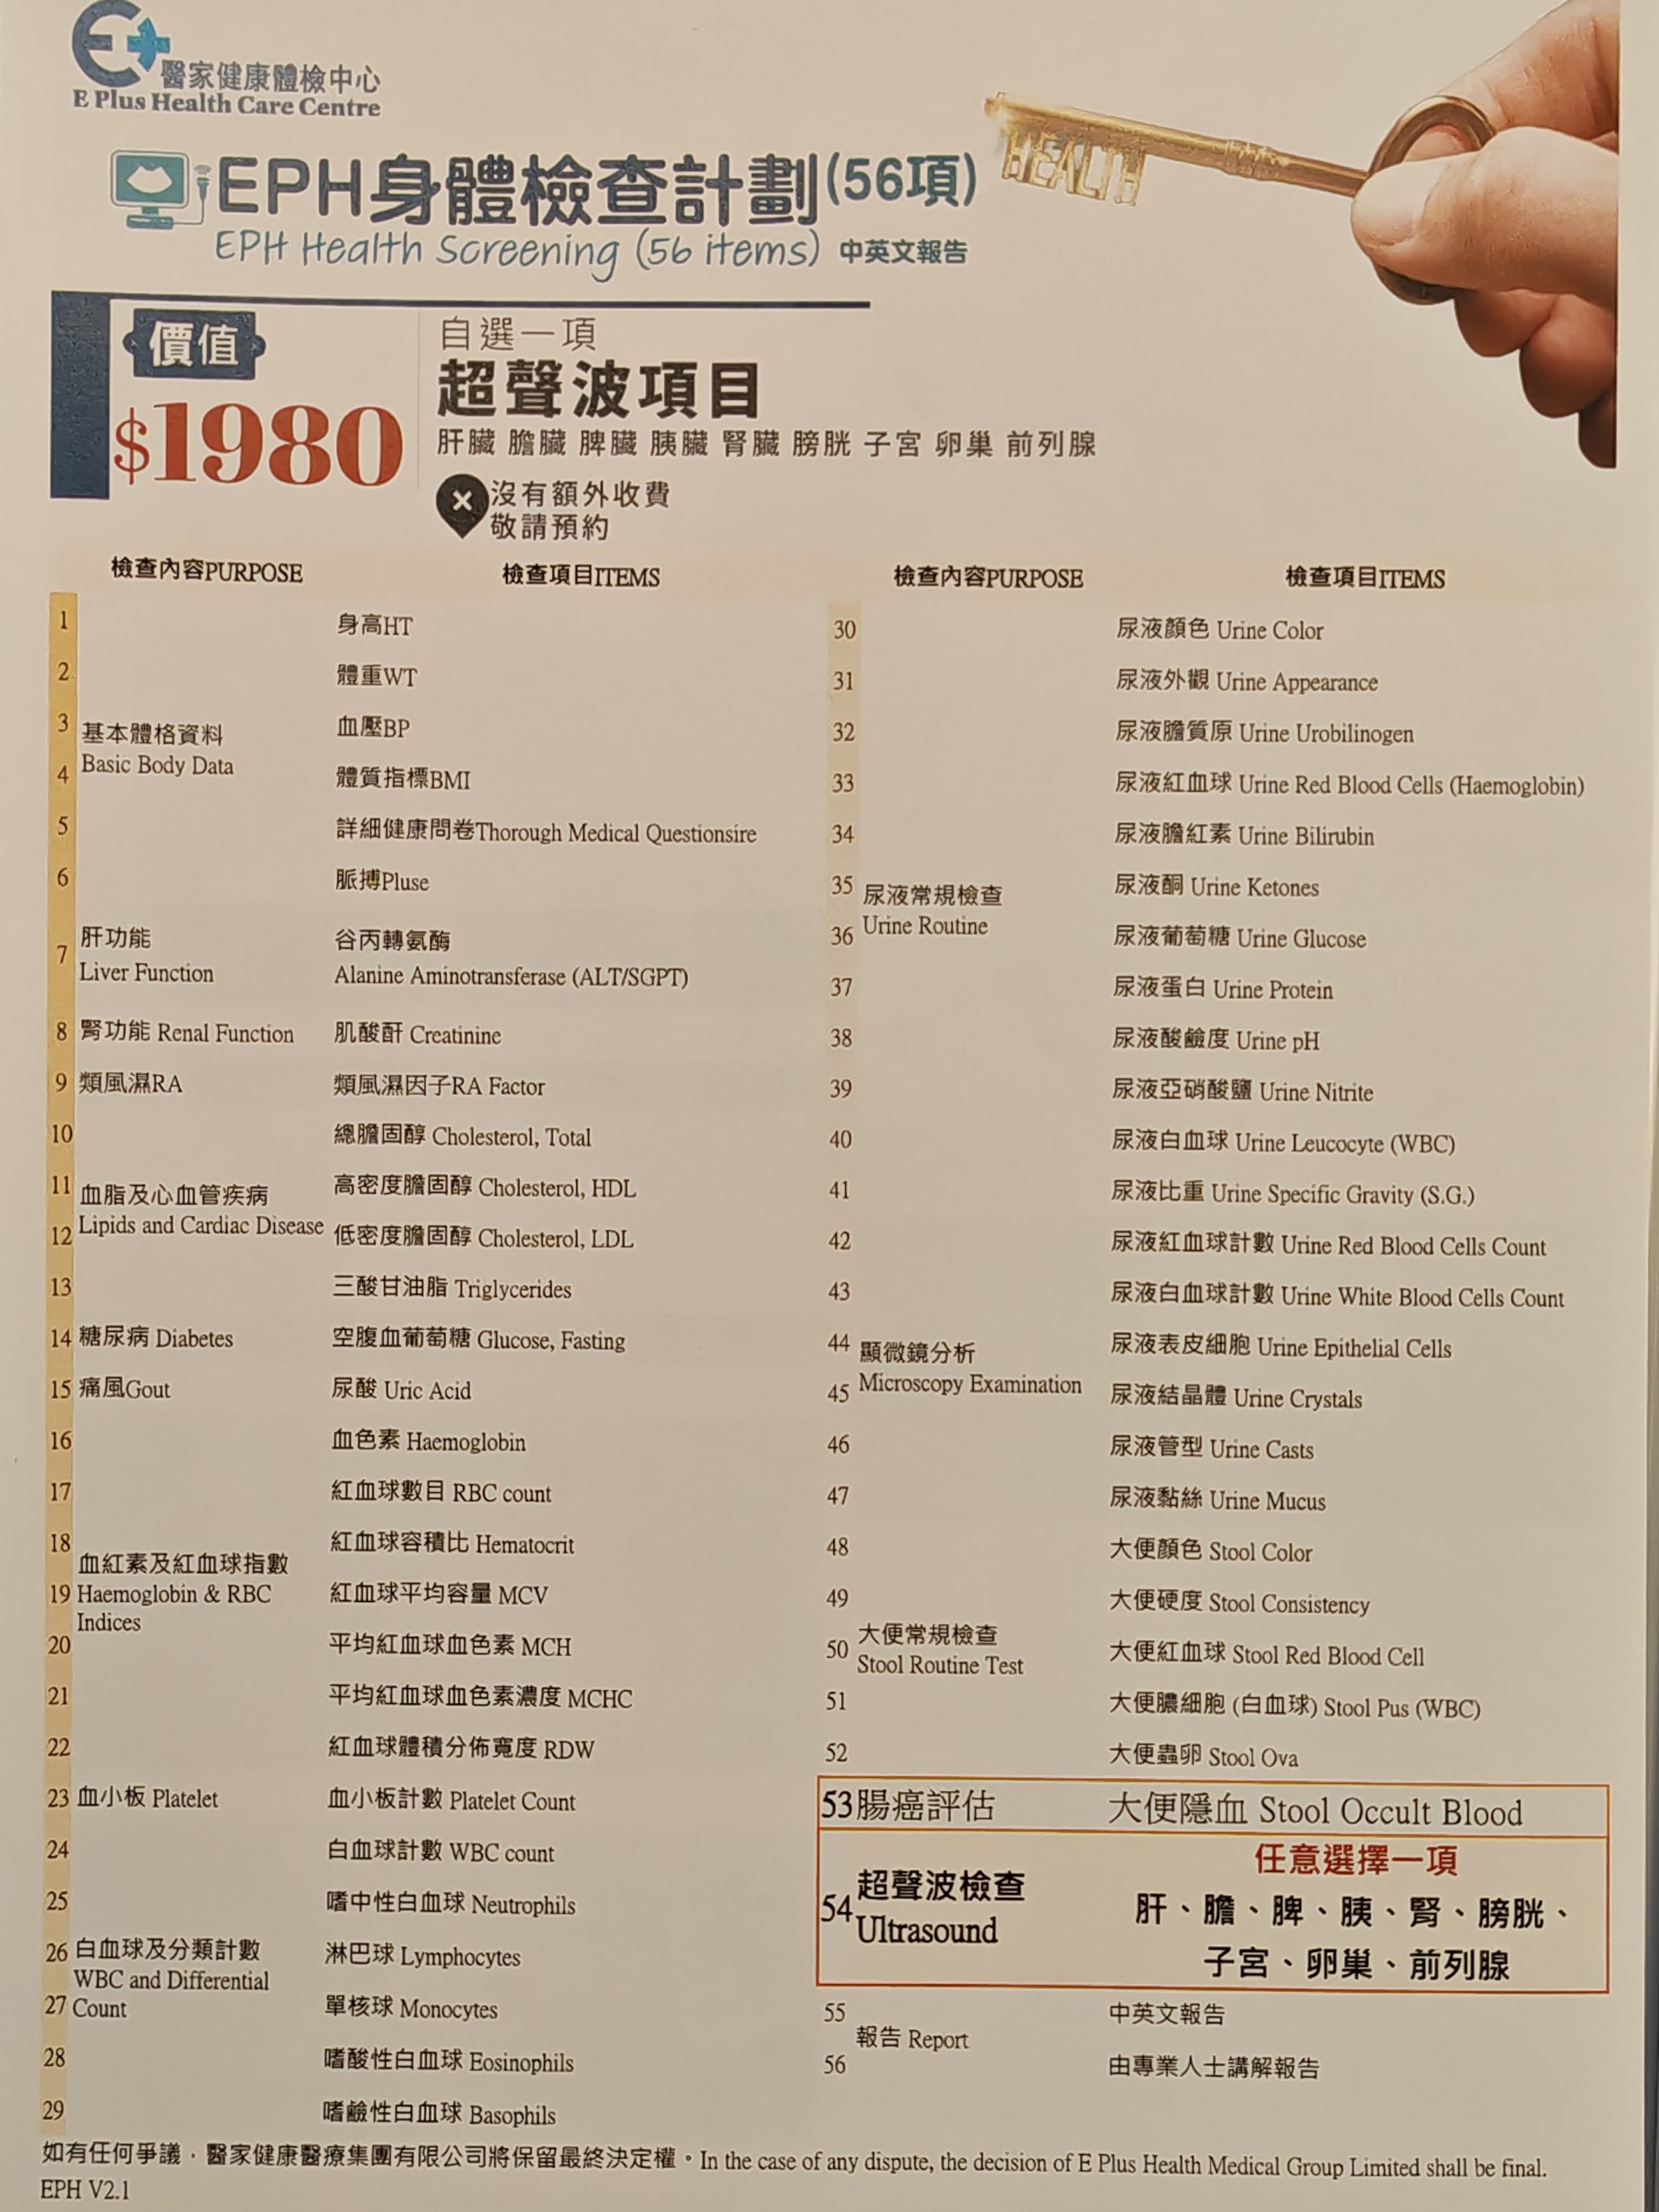 E+
醫家健康體檢中心
E Plus Health Care Centre
HEALTH
EPH身體檢查計劃(56項)
EPH Health Screening (56 items) 中英文報告
價值
$1980
自選一項
超聲波項目
肝臟 膽臟 脾臟 胰臟 腎臟 膀胱 子宮 卵巢 前列腺
沒有額外收費
敬請預約
檢查內容PURPOSE 檢查項目ITEMS
基本體格資料
Basic Body Data
1 身高HT
2 體重WT
3 血壓BP
4 體質指標BMI
5 詳細健康問卷Thorough Medical Questionsire
6 脈搏Pluse
7 肝功能 谷丙轉氨酶
Liver Function Alanine Aminotransferase (ALT/SGPT)
8 腎功能 Renal Function 肌酸酐 Creatinine
9 類風濕RA 類風濕因子RA Factor
血脂及心血管疾病
Lipids and Cardiac Disease
10 總膽固醇 Cholesterol, Total
11 高密度膽固醇 Cholesterol, HDL
12 低密度膽固醇 Cholesterol, LDL
13 三酸甘油脂 Triglycerides
14 糖尿病 Diabetes 空腹血葡萄糖 Glucose, Fasting
15 痛風Gout 尿酸 Uric Acid
血紅素及紅血球指數
Haemoglobin & RBC
Indices
16 血色素 Haemoglobin
17 紅血球數目 RBC count
18 紅血球容積比 Hematocrit
19 紅血球平均容量 MCV
20 平均紅血球血色素 MCH
21 平均紅血球血色素濃度 MCHC
22 紅血球體積分佈寬度 RDW
23 血小板 Platelet 血小板計數 Platelet Count
白血球及分類計數
WBC and Differential
Count
24 白血球計數 WBC count
25 嗜中性白血球 Neutrophils
26 淋巴球 Lymphocytes
27 單核球 Monocytes
28 嗜酸性白血球 Eosinophils
29 嗜鹼性白血球 Basophils
檢查內容PURPOSE 檢查項目ITEMS
尿液常規檢查
Urine Routine
30 尿液顏色 Urine Color
31 尿液外觀 Urine Appearance
32 尿液膽質原 Urine Urobilinogen
33 尿液紅血球 Urine Red Blood Cells (Haemoglobin)
34 尿液膽紅素 Urine Bilirubin
35 尿液酮 Urine Ketones
36 尿液葡萄糖 Urine Glucose
37 尿液蛋白 Urine Protein
38 尿液酸鹼度 Urine pH
39 尿液亞硝酸鹽 Urine Nitrite
40 尿液白血球 Urine Leucocyte (WBC)
41 尿液比重 Urine Specific Gravity (S.G.)
顯微鏡分析
Microscopy Examination
42 尿液紅血球計數 Urine Red Blood Cells Count
43 尿液白血球計數 Urine White Blood Cells Count
44 尿液表皮細胞 Urine Epithelial Cells
45 尿液結晶體 Urine Crystals
46 尿液管型 Urine Casts
47 尿液黏絲 Urine Mucus
大便常規檢查
Stool Routine Test
48 大便顏色 Stool Color
49 大便硬度 Stool Consistency
50 大便紅血球 Stool Red Blood Cell
51 大便膿細胞 (白血球) Stool Pus (WBC)
52 大便蟲卵 Stool Ova
53 腸癌評估 大便隱血 Stool Occult Blood
54 超聲波檢查
Ultrasound
任意選擇一項
肝、膽、脾、胰、腎、膀胱、
子宮、卵巢、前列腺
報告 Report
55 中英文報告
56 由專業人士講解報告
如有任何爭議，醫家健康醫療集團有限公司將保留最終決定權。In the case of any dispute, the decision of E Plus Health Medical Group Limited shall be final.
EPH V2.1